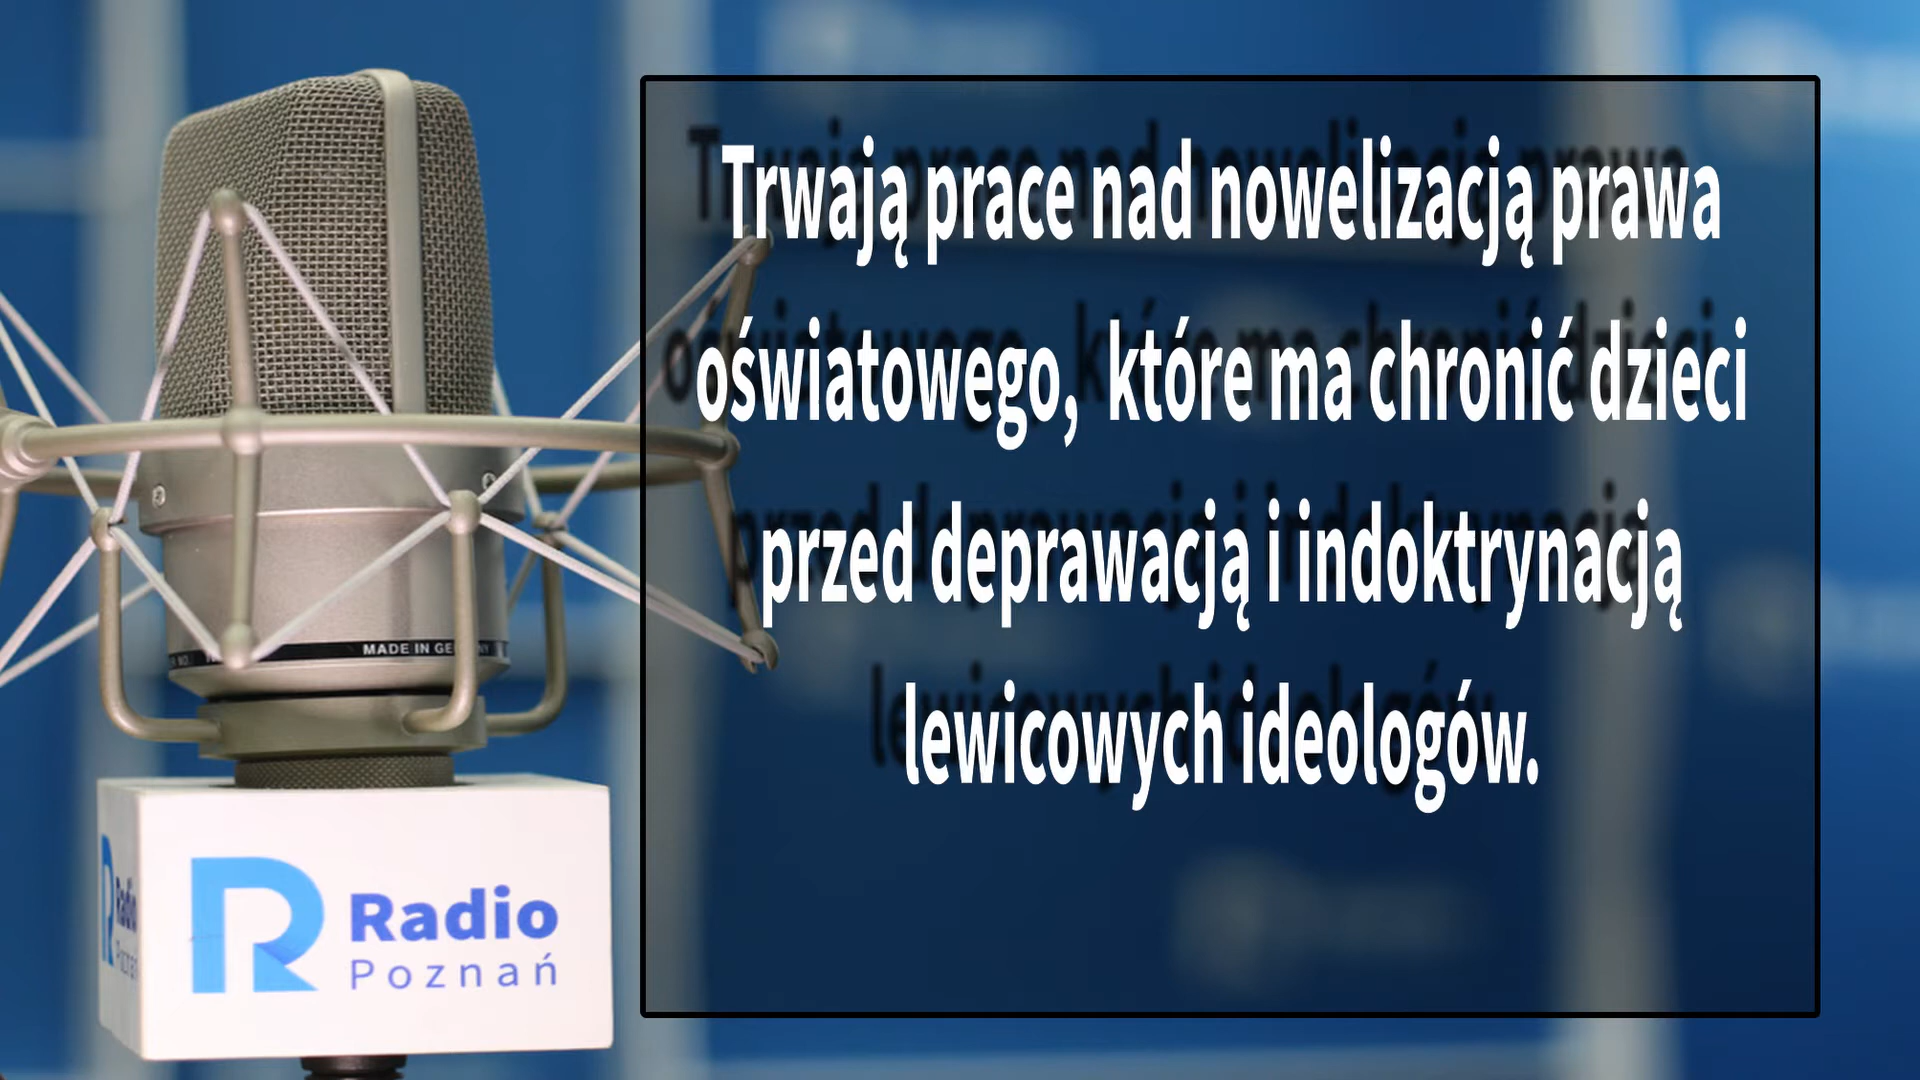 Trwają prace nad nowelizacją prawa
oświatowego, które ma chronić dzieci
przed deprawacją i indoktrynacją
lewicowych ideologów.
MADE IN GE
Radio
Poznań